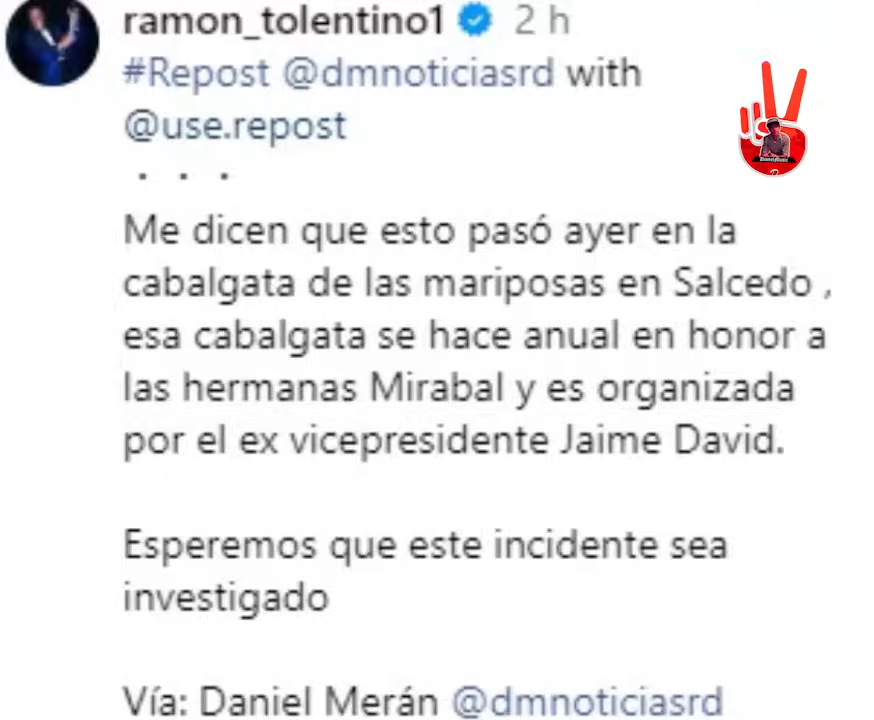 ramon_tolentino1 2 h
#Repost @dmnoticiasrd with
@use.repost
. . .
Me dicen que esto pasó ayer en la
cabalgata de las mariposas en Salcedo ,
esa cabalgata se hace anual en honor a
las hermanas Mirabal y es organizada
por el ex vicepresidente Jaime David.
Esperemos que este incidente sea
investigado
Vía: Daniel Merán @dmnoticiasrd